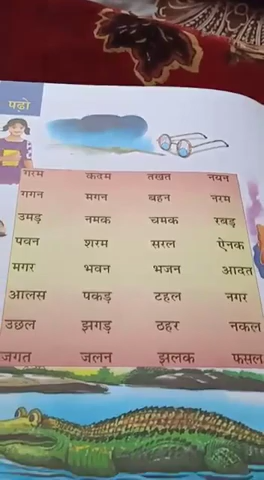 पढ़ो
गरम कदम तखत नयन
गगन मगन बहन नरम
उमड़ नमक चमक रबड़
पवन शरम सरल ऐनक
मगर भवन भजन आवत
आलस पकड़ टहल नगर
उछल झगड़ ठहर नकल
जगत जलन झलक फसल